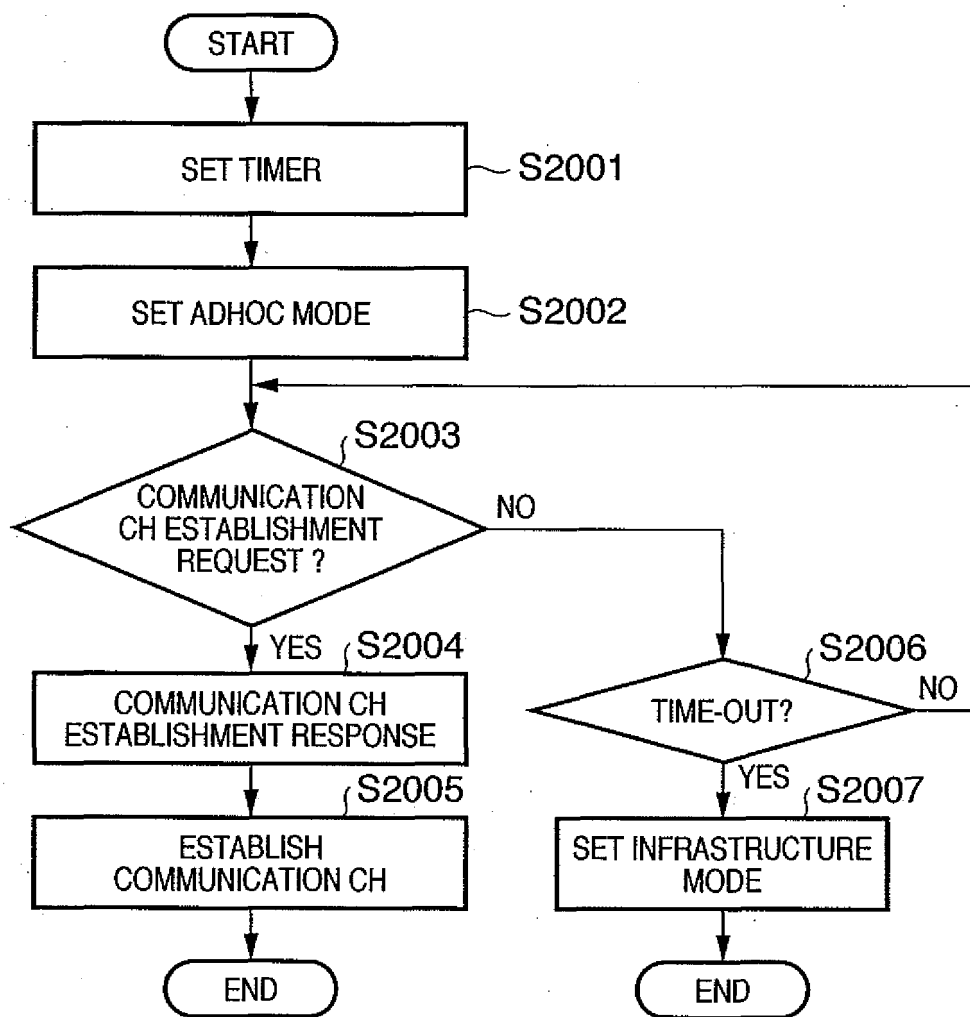 START
SET TIMER
S2001
SET ADHOC MODE
S2002
S2003
COMMUNICATION
CH ESTABLISHMENT
REQUEST ?
NO
YES
S2004
COMMUNICATION CH
ESTABLISHMENT RESPONSE
S2005
ESTABLISH
COMMUNICATION CH
END
S2006
TIME-OUT?
NO
YES
S2007
SET INFRASTRUCTURE
MODE
END